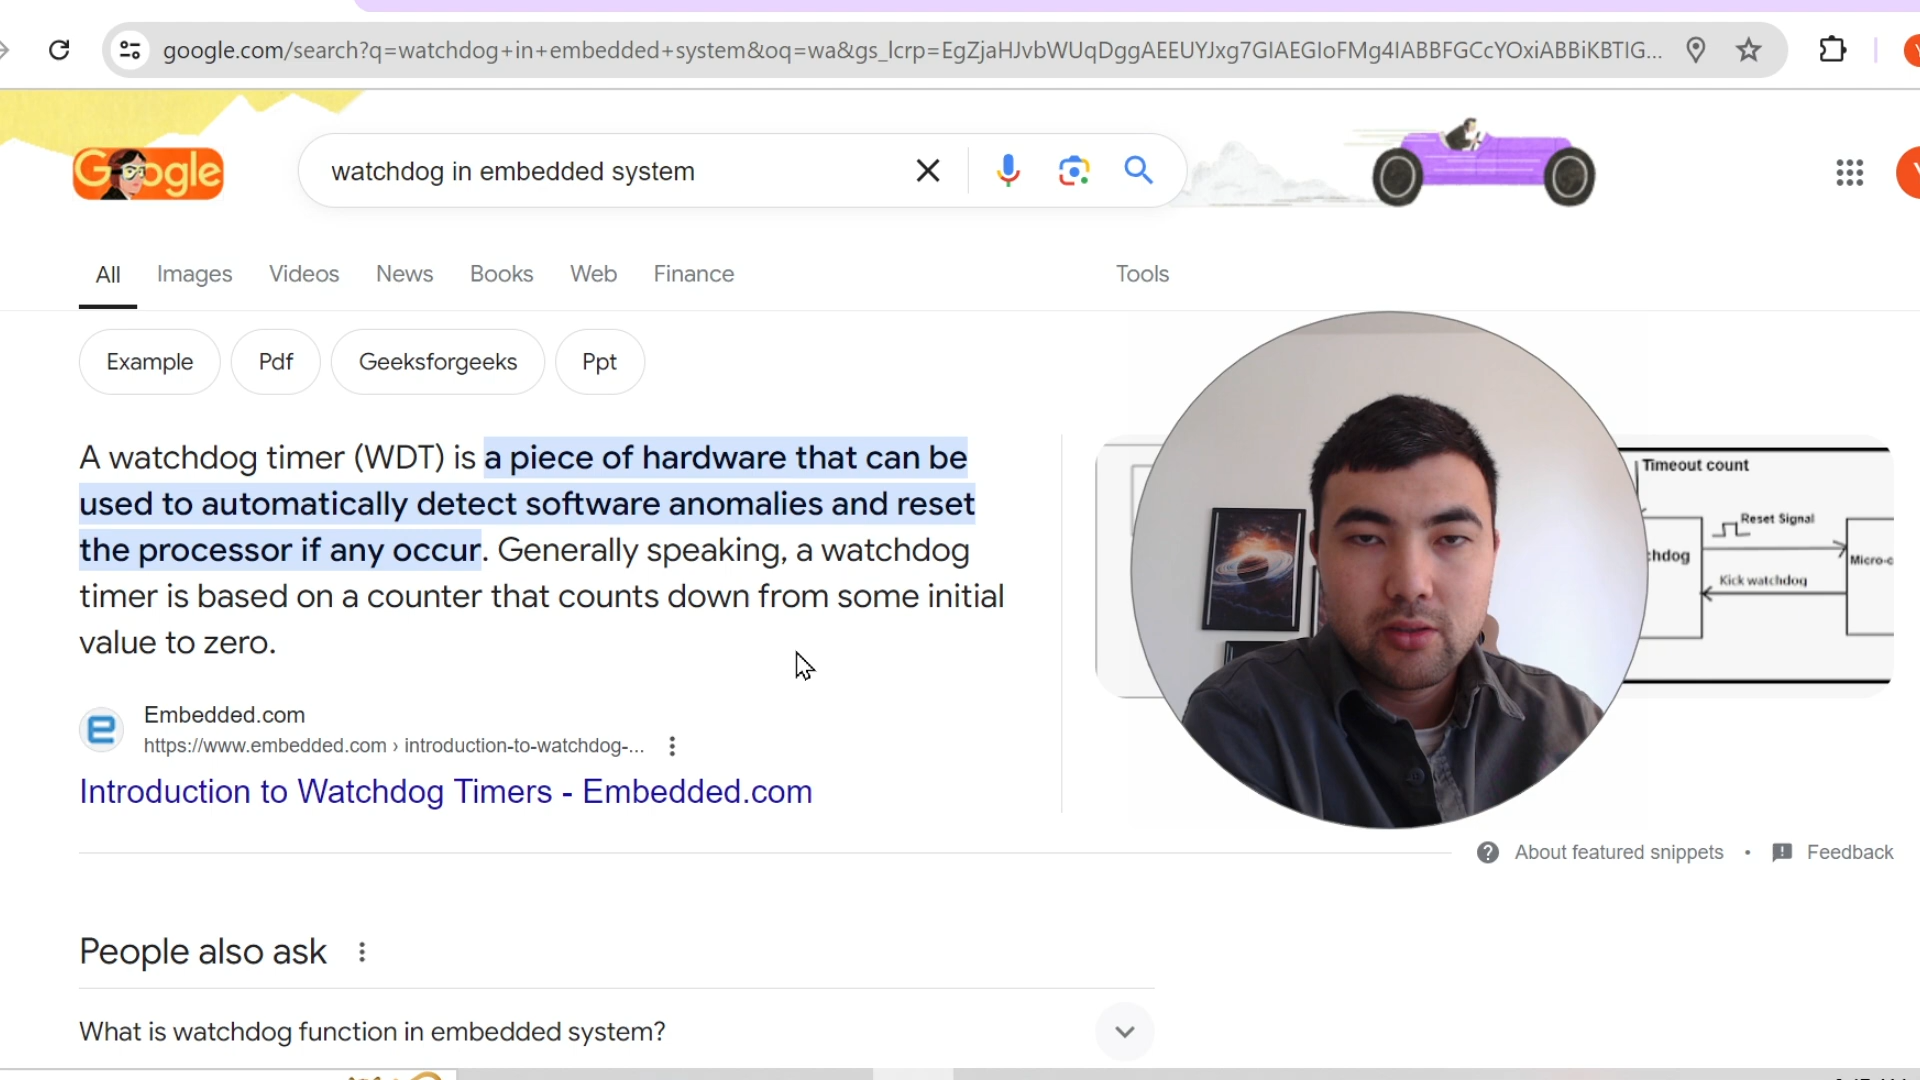 google.com/search?q=watchdog+in+embedded+system&oq=wa&gs_lcrp=EgZjaHJvbWUqDggAEEUYJxg7GIAEGIoFMg4IABBFGCcYOxiABBiKBTIG...
Google
watchdog in embedded system
All Images Videos News Books Web Finance Tools
Example Pdf Geeksforgeeks Ppt
A watchdog timer (WDT) is a piece of hardware that can be
used to automatically detect software anomalies and reset
the processor if any occur. Generally speaking, a watchdog
timer is based on a counter that counts down from some initial
value to zero.
Timeout count
Reset Signal
hdog
Micro-c
Kick watchdog
Embedded.com
https://www.embedded.com › introduction-to-watchdog-...
Introduction to Watchdog Timers - Embedded.com
About featured snippets • Feedback
People also ask
What is watchdog function in embedded system?